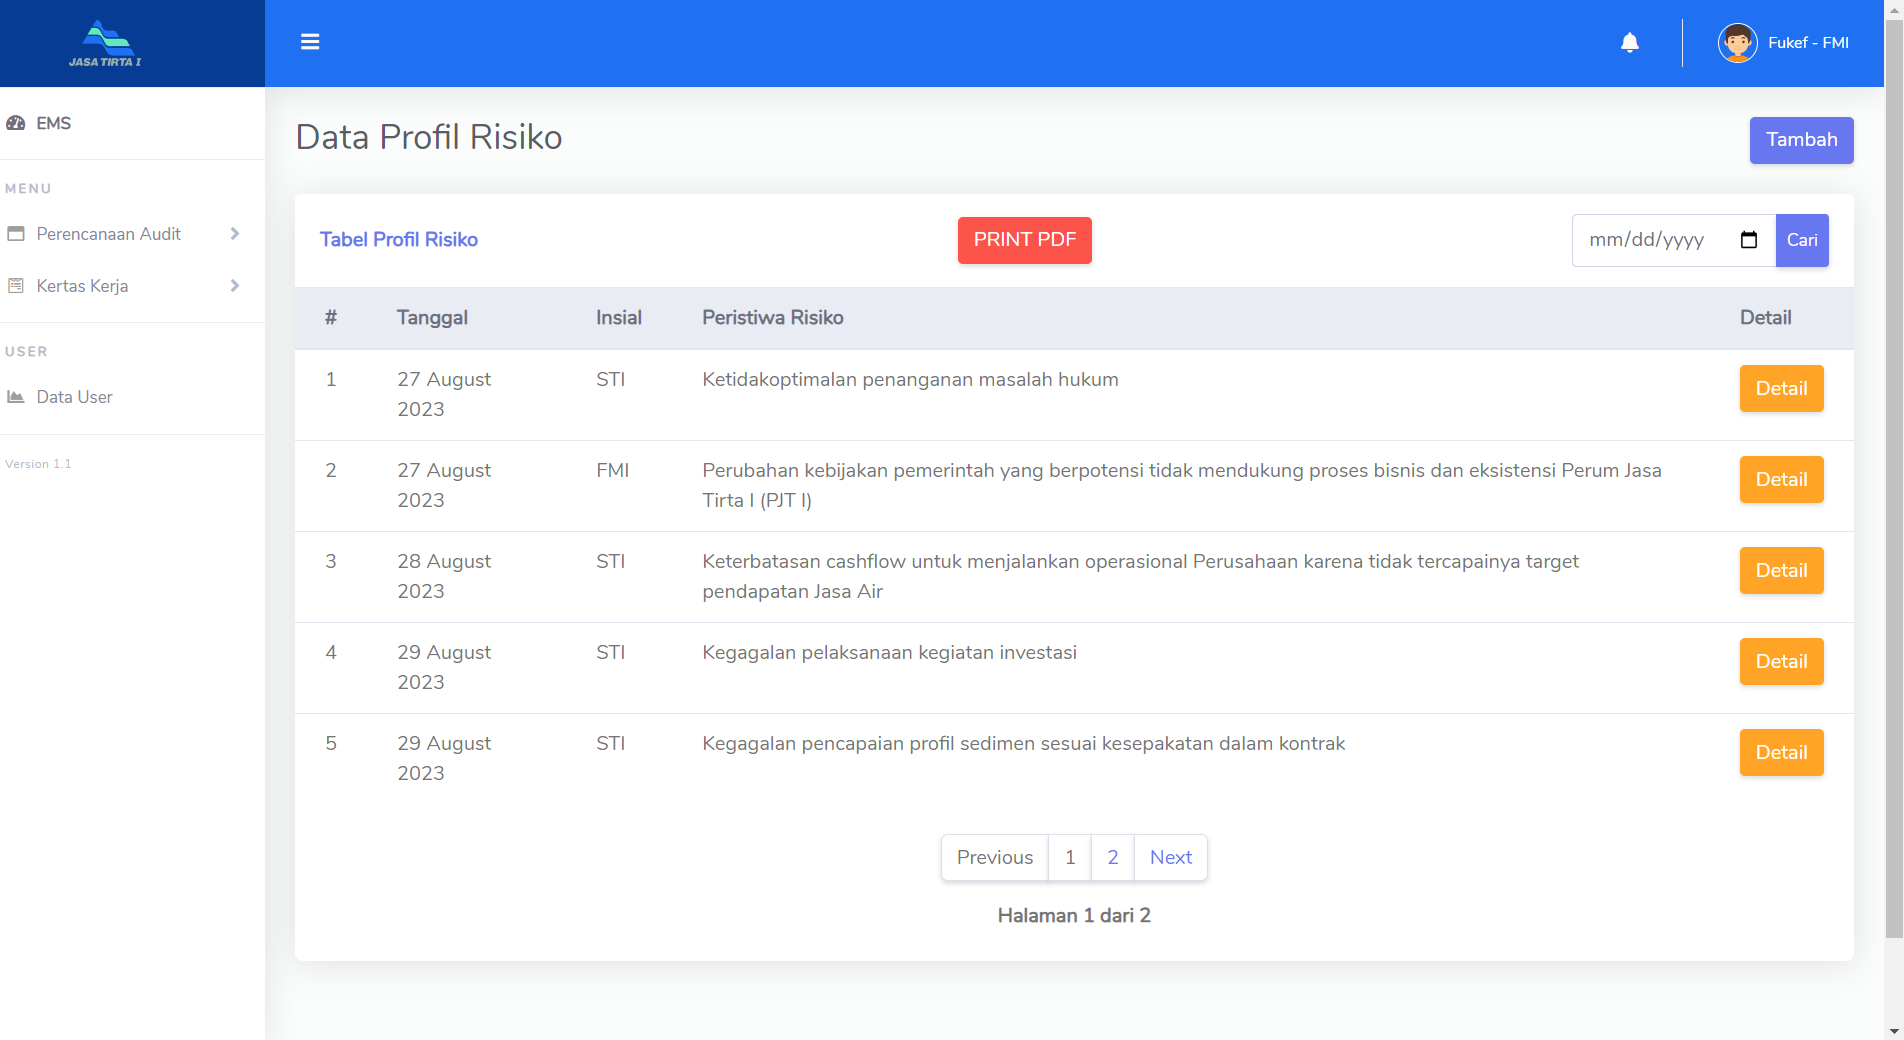 JASA TIRTA I
Fukef - FMI
EMS
MENU
Perencanaan Audit
Kertas Kerja
USER
Data User
Version 1.1
Data Profil Risiko
Tambah
Tabel Profil Risiko
PRINT PDF
mm/dd/yyyy
Cari
# Tanggal Insial Peristiwa Risiko Detail
1 27 August STI Ketidakoptimalan penanganan masalah hukum Detail
2023
2 27 August FMI Perubahan kebijakan pemerintah yang berpotensi tidak mendukung proses bisnis dan eksistensi Perum Jasa Detail
2023 Tirta I (PJT I)
3 28 August STI Keterbatasan cashflow untuk menjalankan operasional Perusahaan karena tidak tercapainya target Detail
2023 pendapatan Jasa Air
4 29 August STI Kegagalan pelaksanaan kegiatan investasi Detail
2023
5 29 August STI Kegagalan pencapaian profil sedimen sesuai kesepakatan dalam kontrak Detail
2023
Previous 1 2 Next
Halaman 1 dari 2